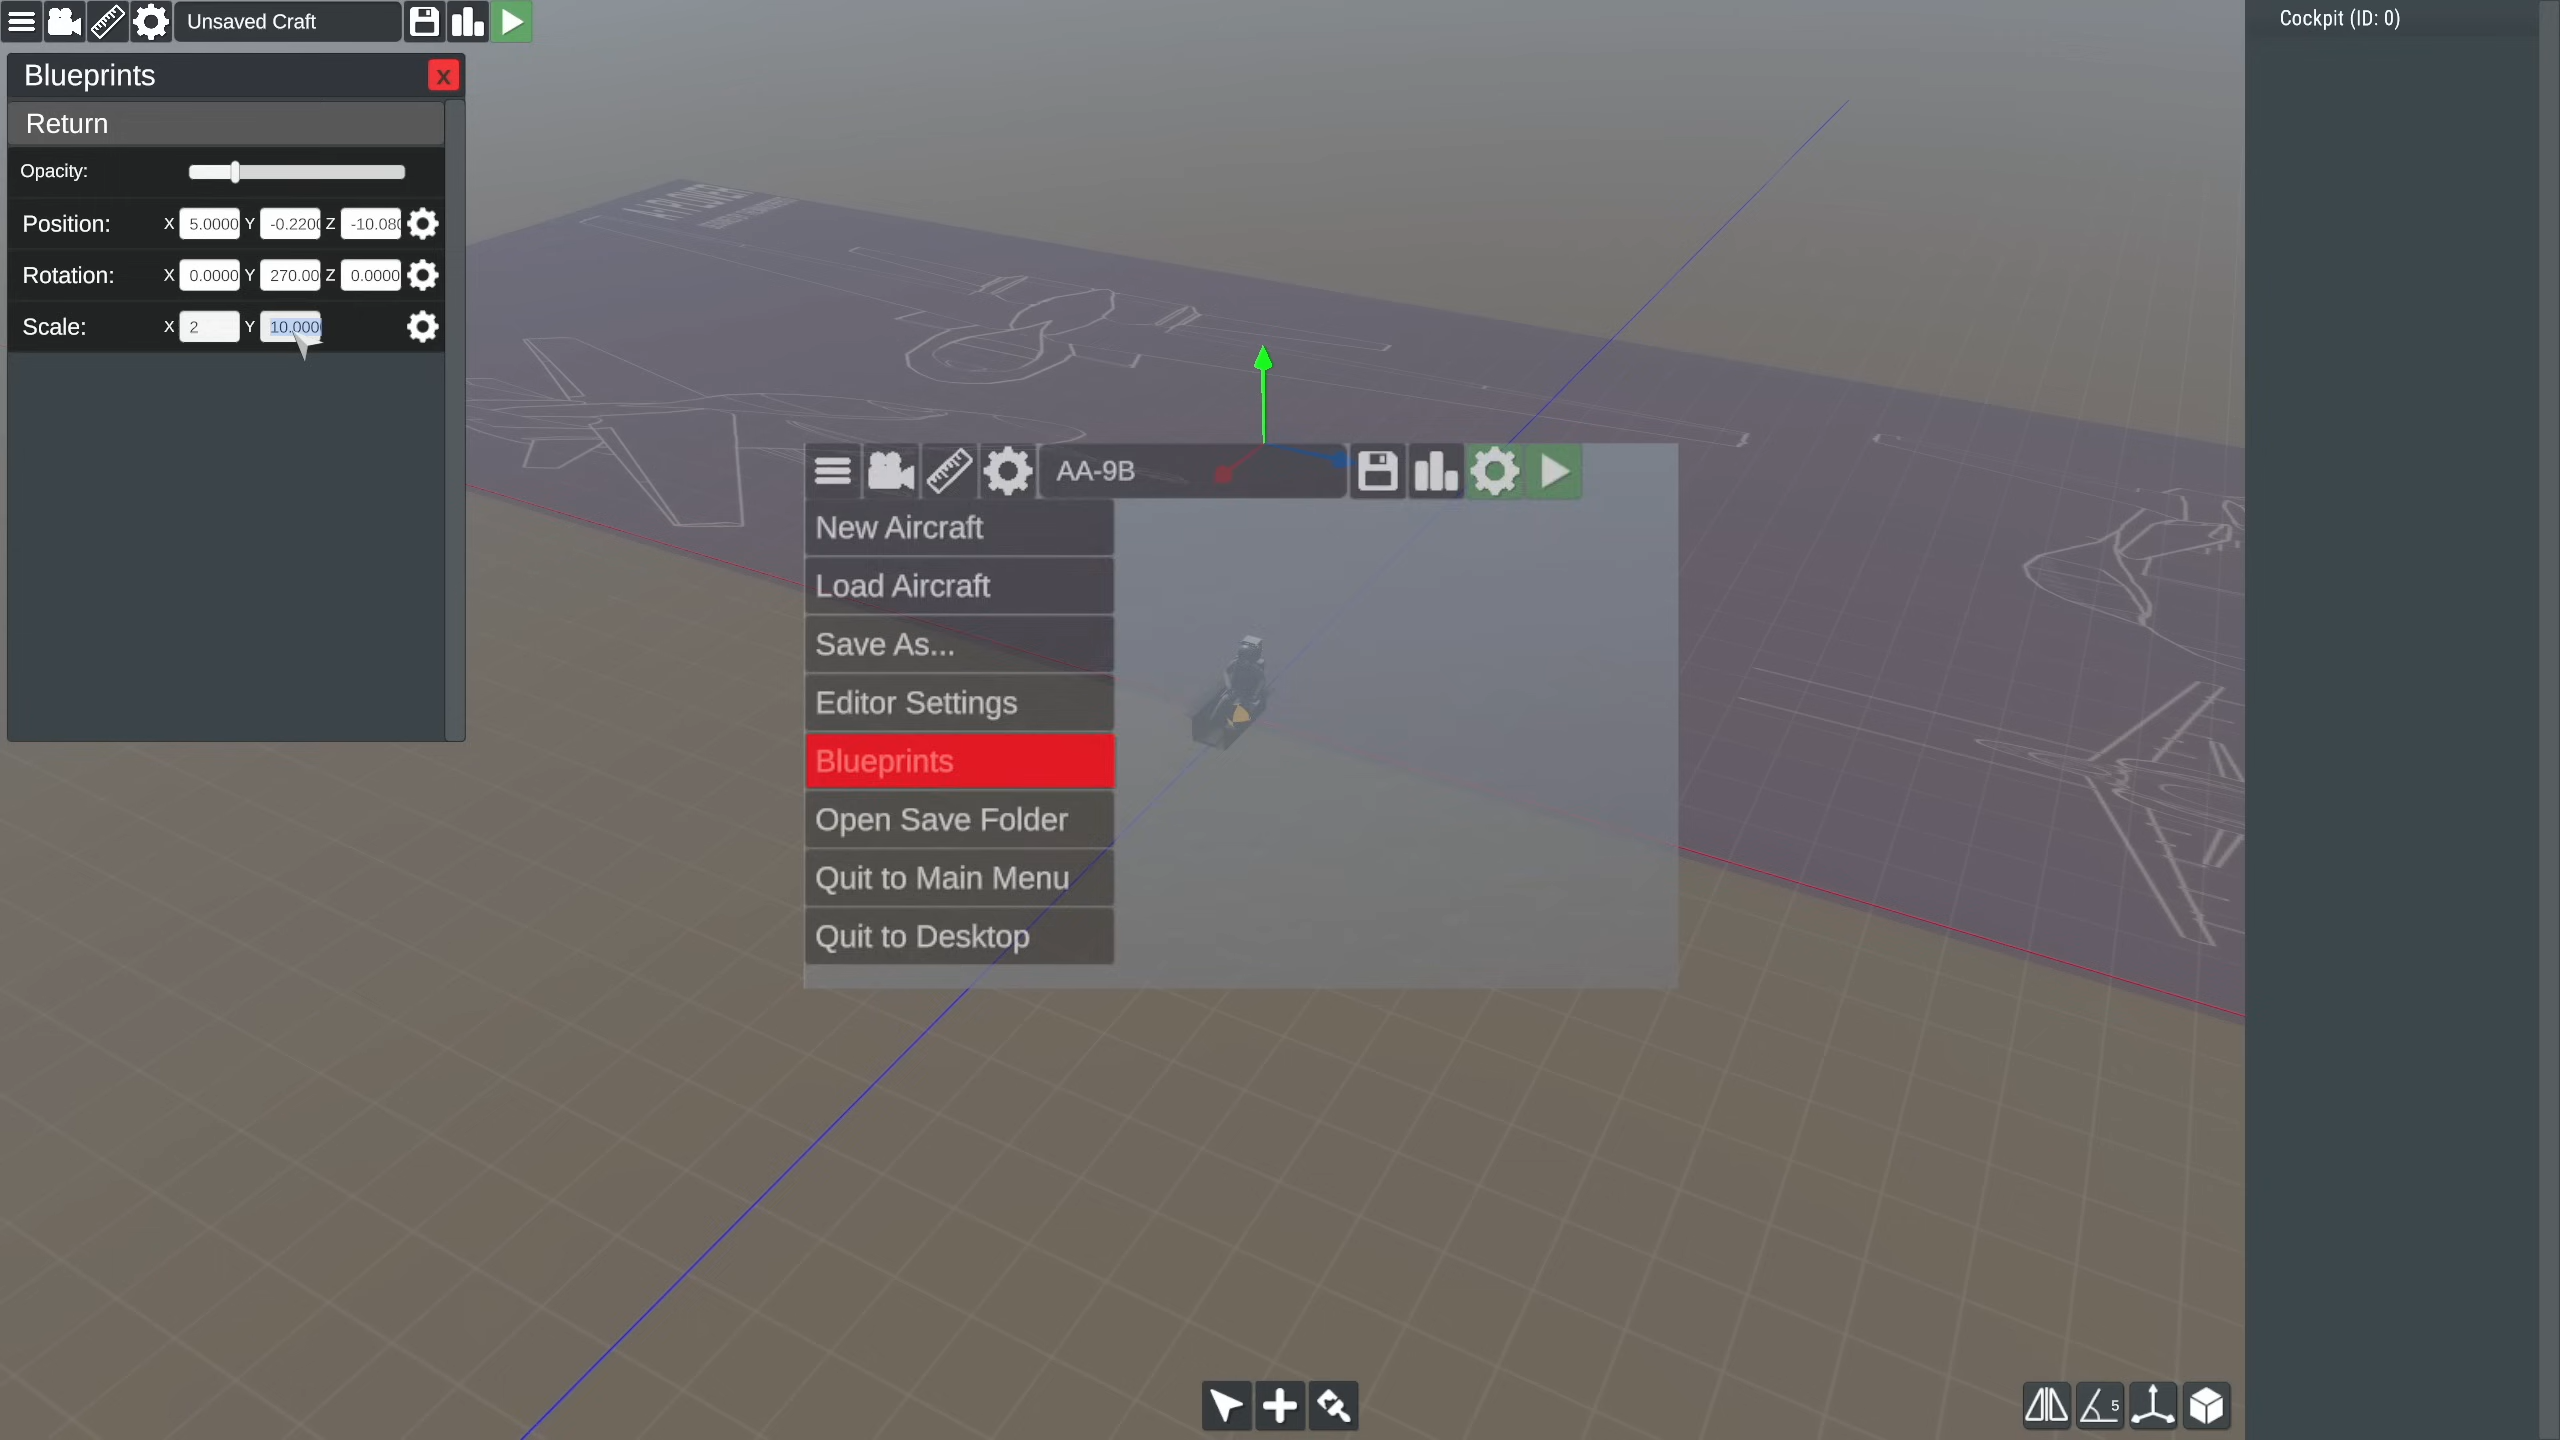 Unsaved Craft
Cockpit (ID: 0)
Blueprints
X
Return
Opacity:
Position: X 5.0000 Y -0.220 Z -10.08
Rotation: X 0.0000 Y 270.00 Z 0.0000
Scale: X 2 Y 10.000
AA-9B
New Aircraft
Load Aircraft
Save As...
Editor Settings
Blueprints
Open Save Folder
Quit to Main Menu
Quit to Desktop
5